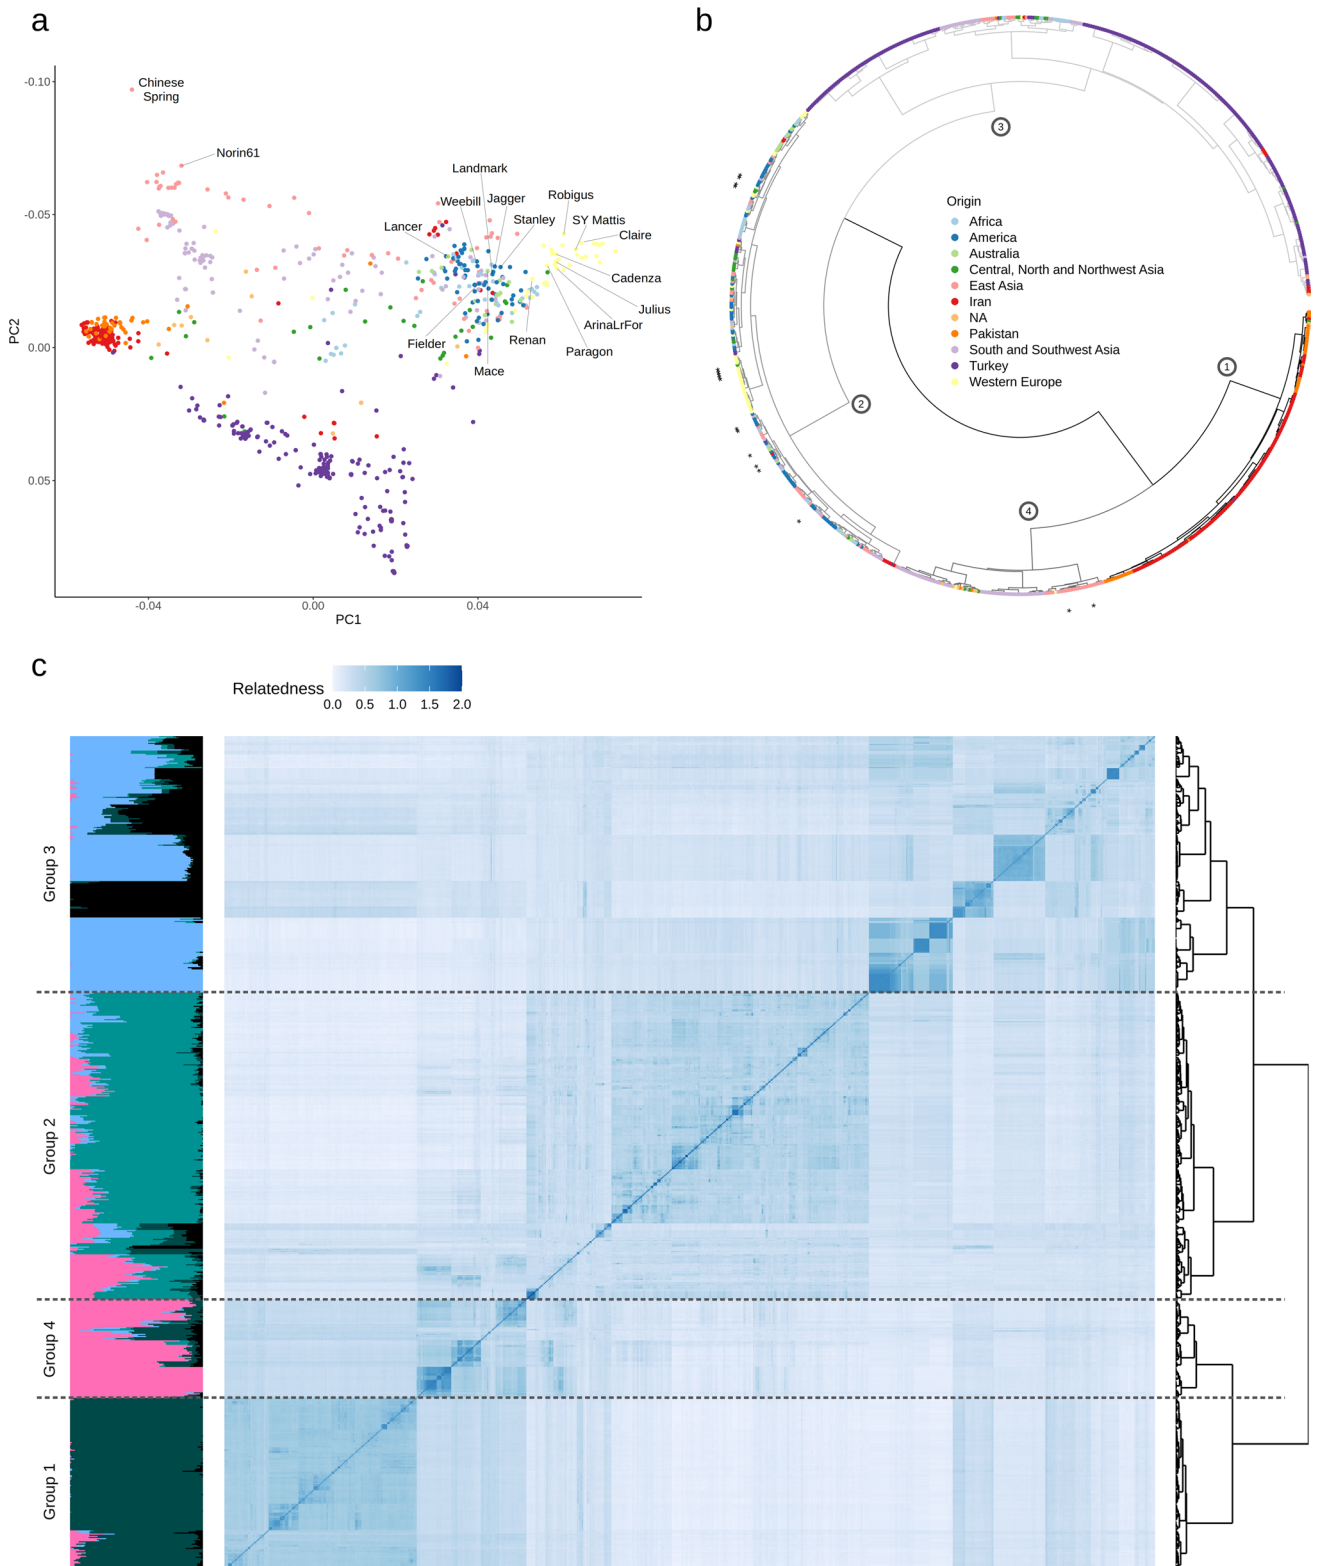 a
-0.10
-0.05
0.00
0.05
PC2
-0.04
0.00
0.04
PC1
Chinese
Spring
Norin61
Landmark
Weebill
Jagger
Robigus
Lancer
Stanley
SY Mattis
Claire
Cadenza
Julius
ArinaLrFor
Paragon
Renan
Fielder
Mace
b
3
1
2
4
Origin
Africa
America
Australia
Central, North and Northwest Asia
East Asia
Iran
NA
Pakistan
South and Southwest Asia
Turkey
Western Europe
c
Relatedness
0.0 0.5 1.0 1.5 2.0
Group 3
Group 2
Group 4
Group 1